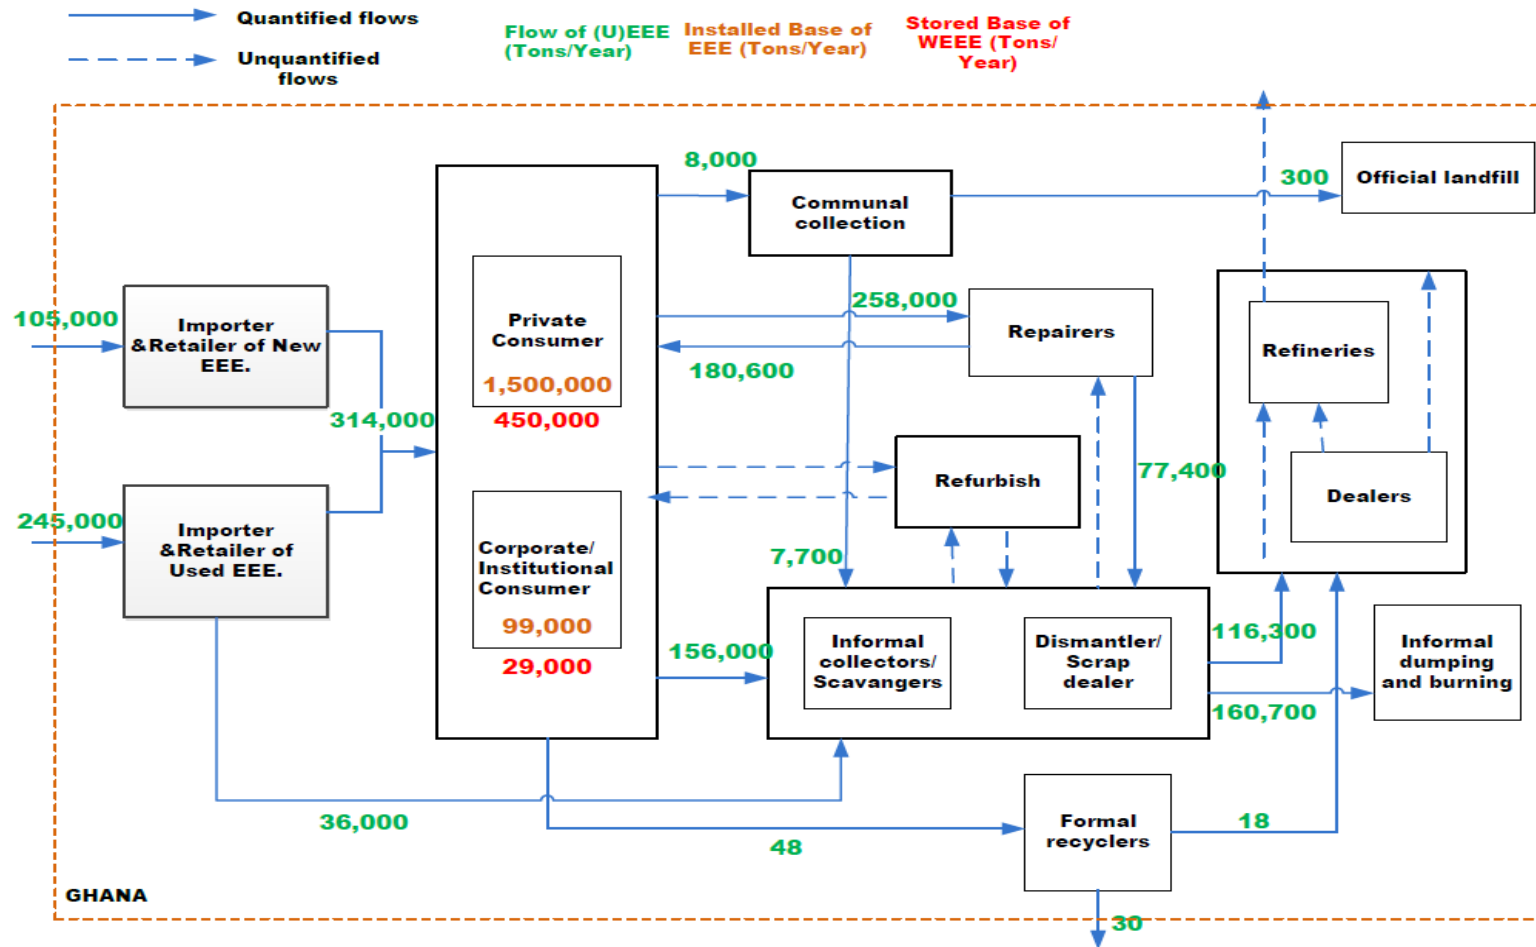 Quantified flows
Unquantified
flows
Flow of (U)EEE
(Tons/Year)
Installed Base of
EEE (Tons/Year)
Stored Base of
WEEE (Tons/
Year)
8,000
Communal
collection
300
Official landfill
105,000
Importer
&Retailer of New
EEE.
Private
Consumer
1,500,000
450,000
258,000
180,600
Repairers
Refineries
314,000
77,400
Refurbish
Dealers
245,000
Importer
&Retailer of
Used EEE.
Corporate/
Institutional
Consumer
99,000
29,000
7,700
156,000
Informal
collectors/
Scavangers
Dismantler/
Scrap
dealer
116,300
160,700
Informal
dumping
and burning
36,000
48
Formal
recyclers
18
30
GHANA